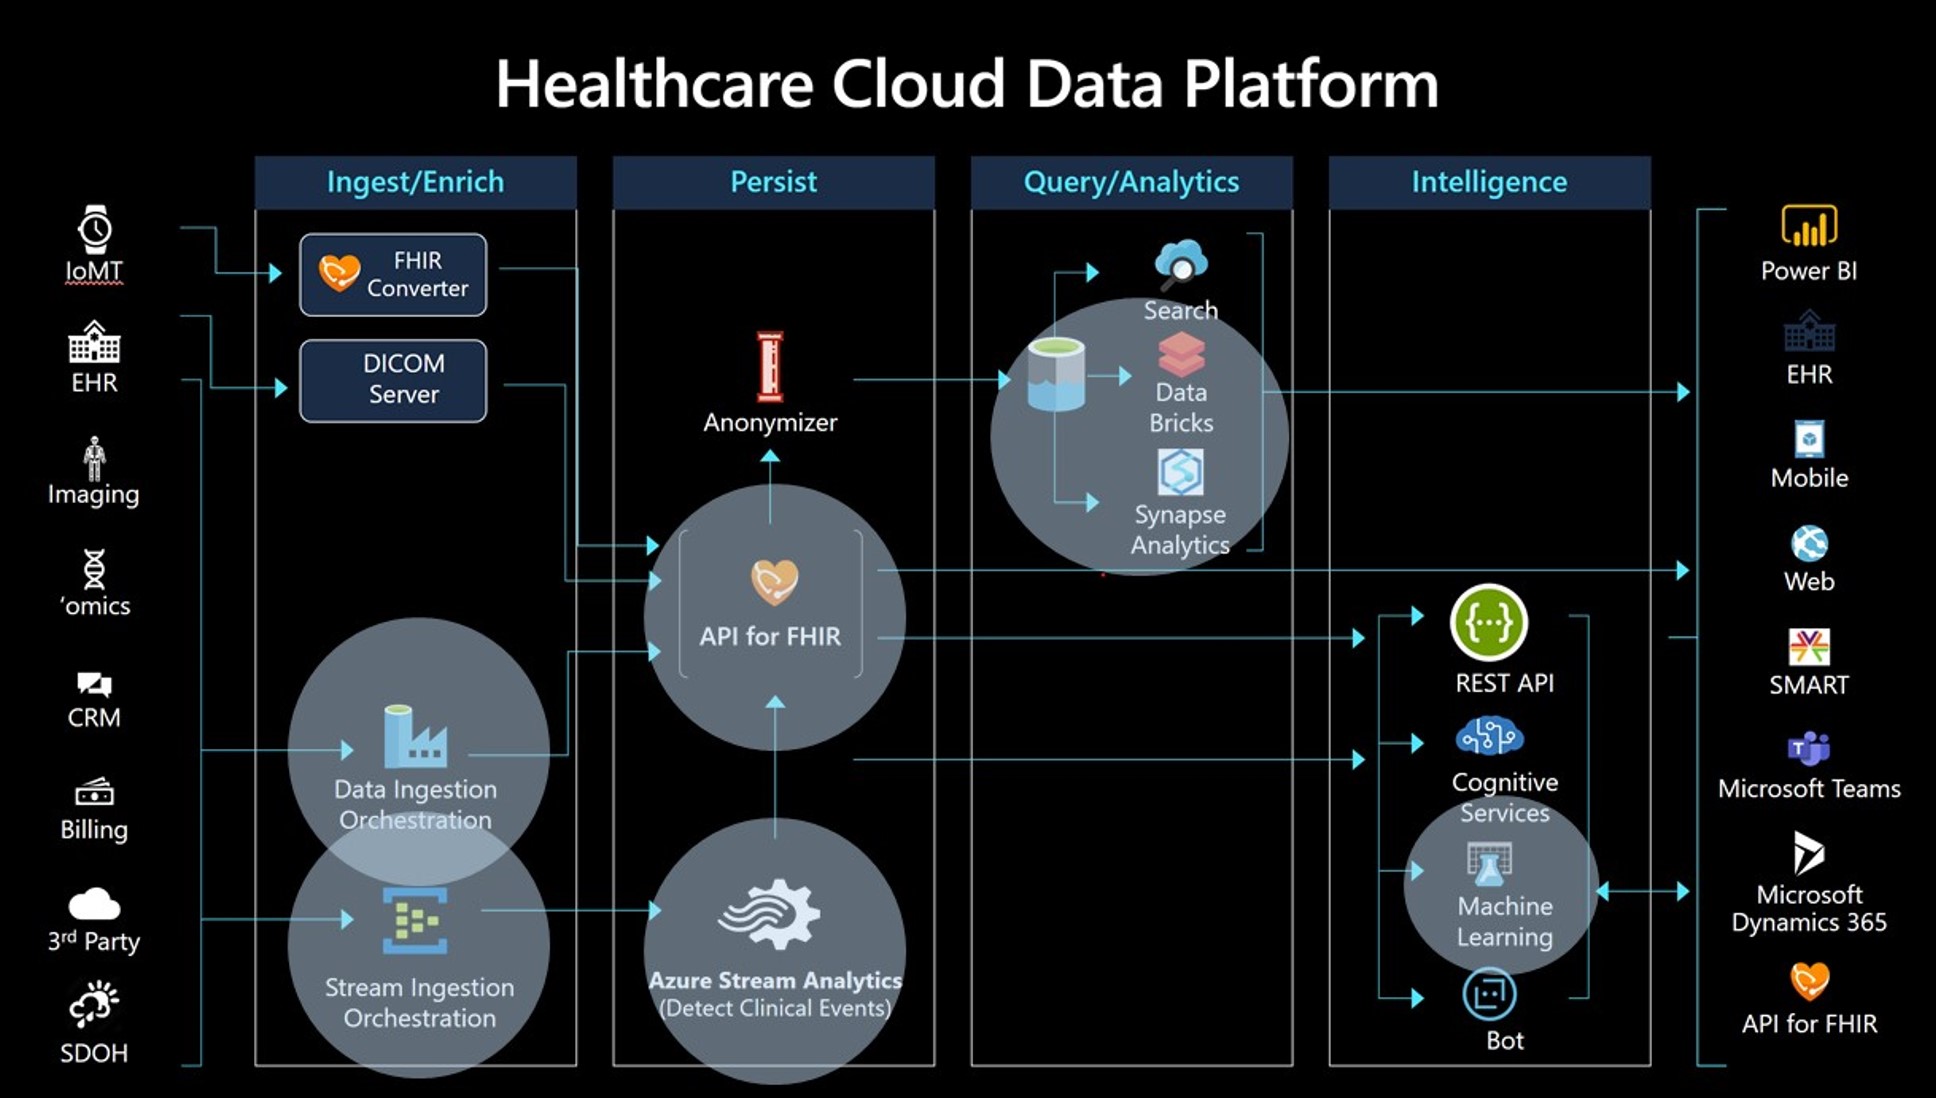 Healthcare Cloud Data Platform
Ingest/Enrich
Persist
Query/Analytics
Intelligence
IoMT
EHR
Imaging
‘omics
CRM
Billing
3rd Party
SDOH
FHIR
Converter
DICOM
Server
Data Ingestion
Orchestration
Stream Ingestion
Orchestration
Anonymizer
API for FHIR
Azure Stream Analytics
(Detect Clinical Events)
Search
Data
Bricks
Synapse
Analytics
REST API
Cognitive
Services
Machine
Learning
Bot
Power BI
EHR
Mobile
Web
SMART
Microsoft Teams
Microsoft
Dynamics 365
API for FHIR